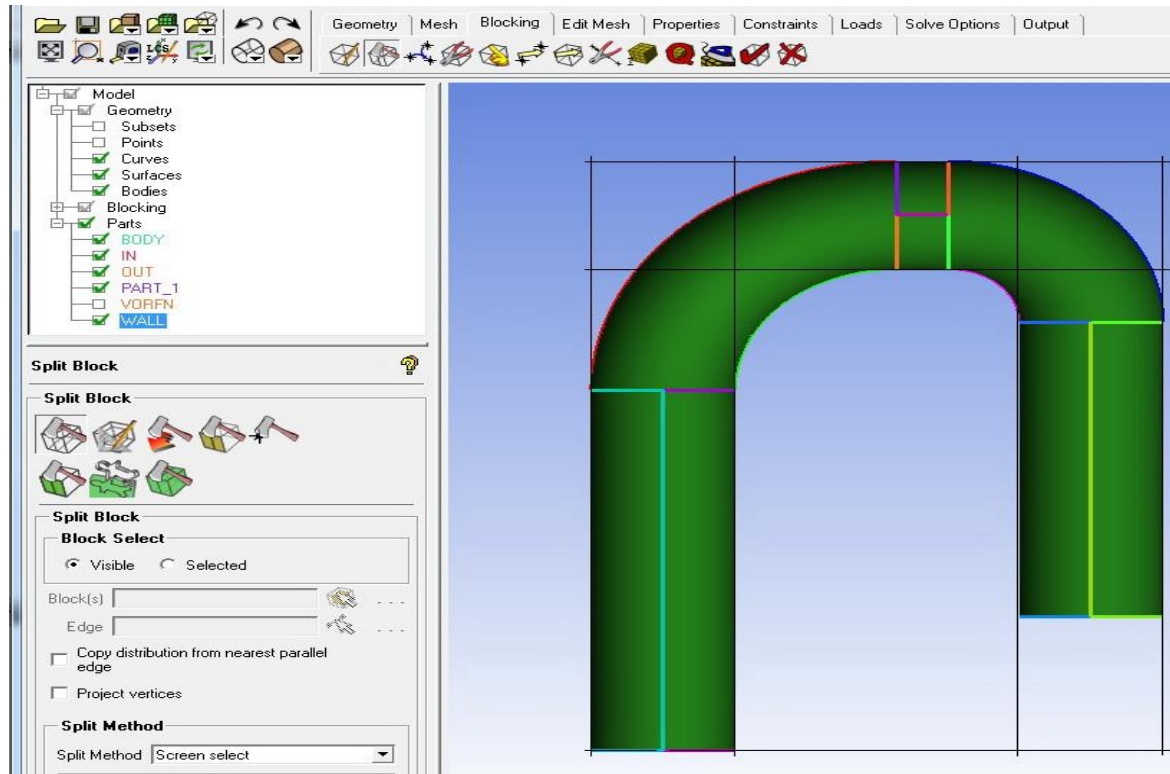 Geometry Mesh Blocking Edit Mesh Properties Constraints Loads Solve Options Output
LCS
Model
Geometry
Subsets
Points
Curves
Surfaces
Bodies
Blocking
Parts
BODY
IN
OUT
PART_1
VORFN
WALL
Split Block
Split Block
Split Block
Block Select
Visible Selected
Block(s) ...
Edge ...
Copy distribution from nearest parallel
edge
Project vertices
Split Method
Split Method Screen select